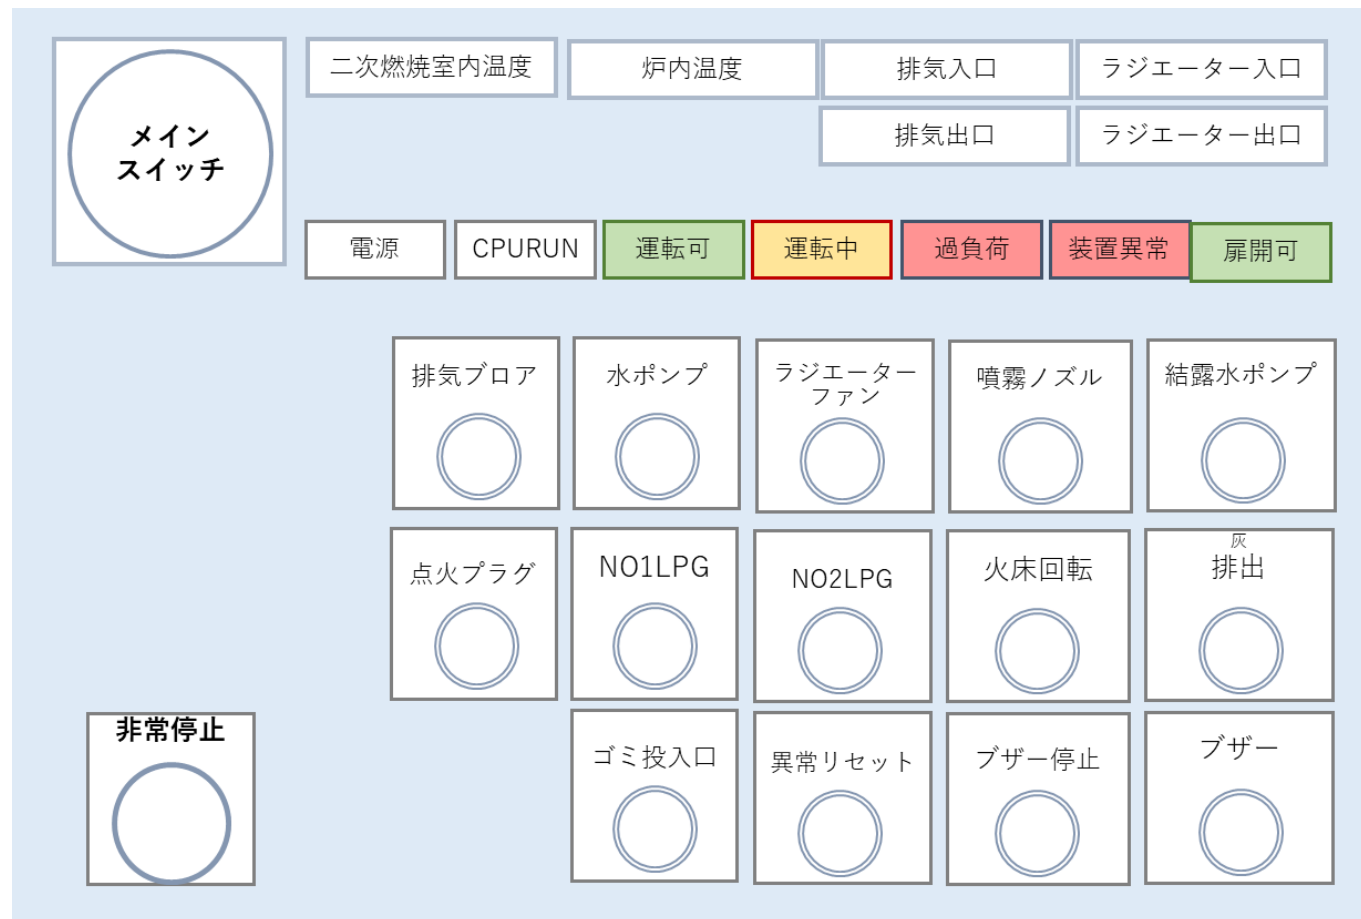 メイン
スイッチ
二次燃焼室内温度
炉内温度
排気入口
ラジエーター入口
排気出口
ラジエーター出口
電源
CPURUN
運転可
運転中
過負荷
装置異常
扉開可
排気ブロア
水ポンプ
ラジエーター
ファン
噴霧ノズル
結露水ポンプ
点火プラグ
NO1LPG
NO2LPG
火床回転
灰
排出
非常停止
ゴミ投入口
異常リセット
ブザー停止
ブザー